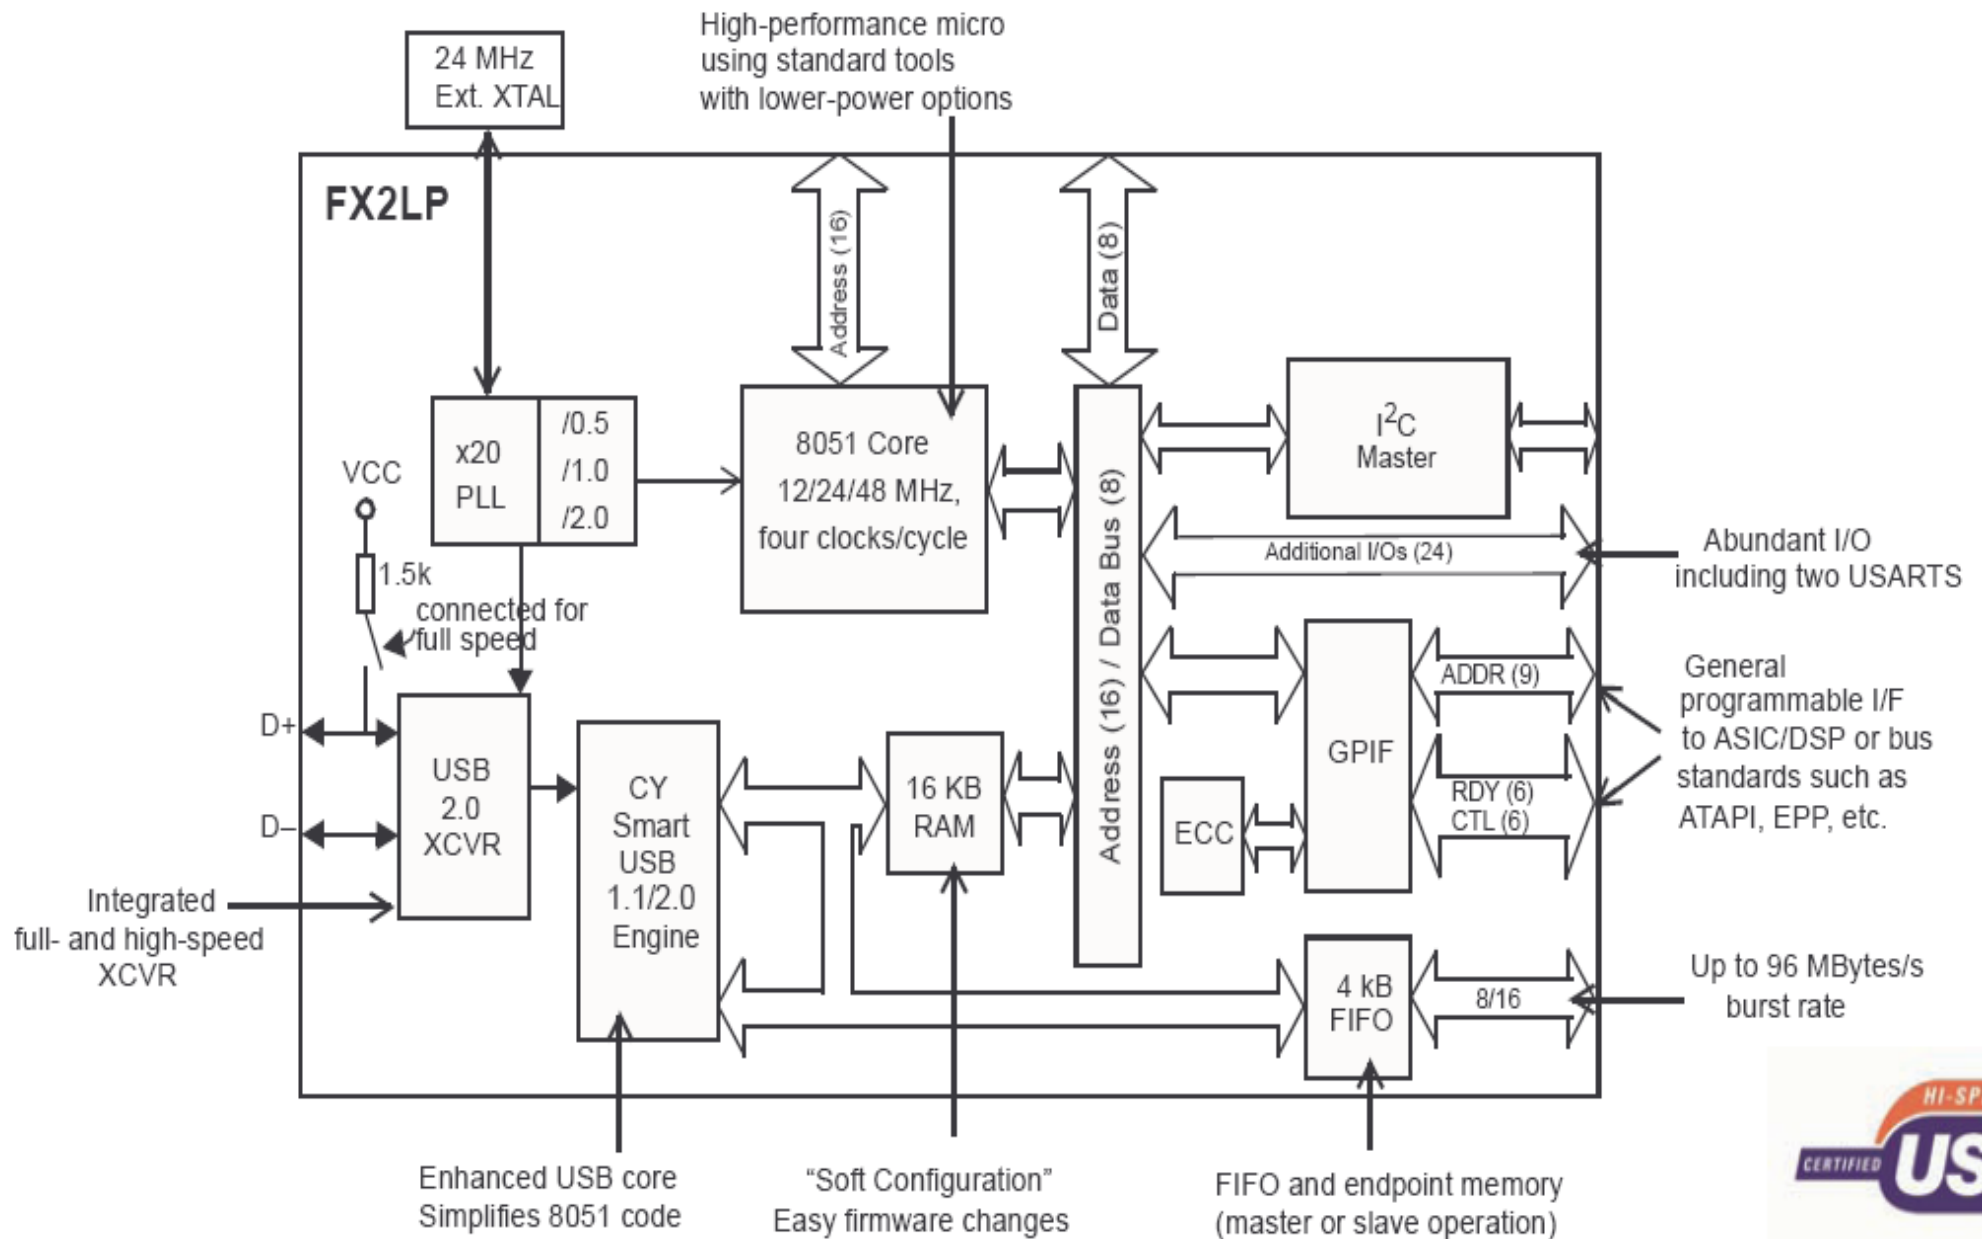 High-performance micro
using standard tools
with lower-power options
24 MHz
Ext. XTAL
FX2LP
Address (16)
Data (8)
x20
PLL
/0.5
/1.0
/2.0
VCC
1.5k
connected for
full speed
8051 Core
12/24/48 MHz,
four clocks/cycle
Address (16) / Data Bus (8)
I2C
Master
Additional I/Os (24)
Abundant I/O
including two USARTS
ADDR (9)
GPIF
RDY (6)
CTL (6)
General
programmable I/F
to ASIC/DSP or bus
standards such as
ATAPI, EPP, etc.
D+
D–
USB
2.0
XCVR
CY
Smart
USB
1.1/2.0
Engine
16 KB
RAM
ECC
Integrated
full- and high-speed
XCVR
4 kB
FIFO
8/16
Up to 96 MBytes/s
burst rate
Enhanced USB core
Simplifies 8051 code
“Soft Configuration”
Easy firmware changes
FIFO and endpoint memory
(master or slave operation)
CERTIFIED